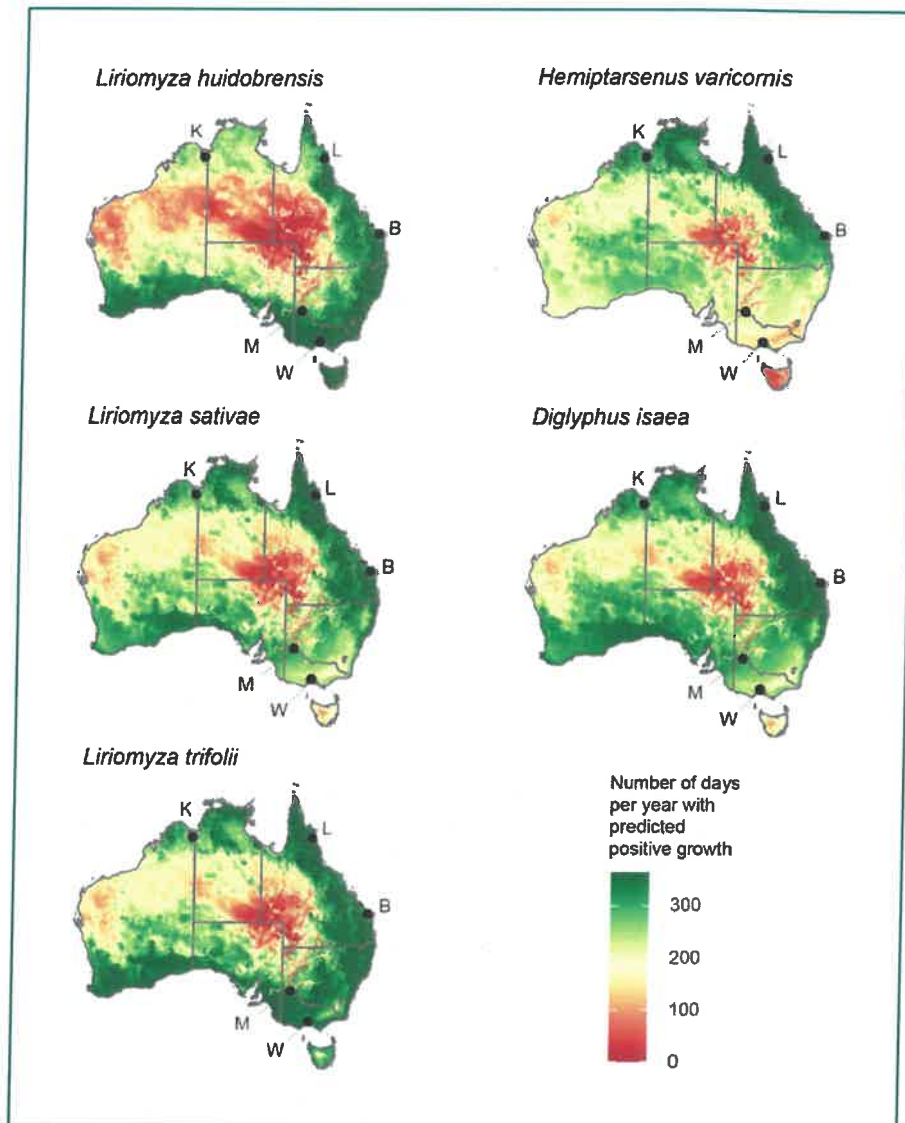 Liriomyza huidobrensis
K
L
B
M
W
Hemiptarsenus varicornis
K
L
B
M
W
Liriomyza sativae
K
L
B
M
W
Diglyphus isaea
K
L
B
M
W
Liriomyza trifolii
K
L
B
M
W
Number of days
per year with
predicted
positive growth
300
200
100
0